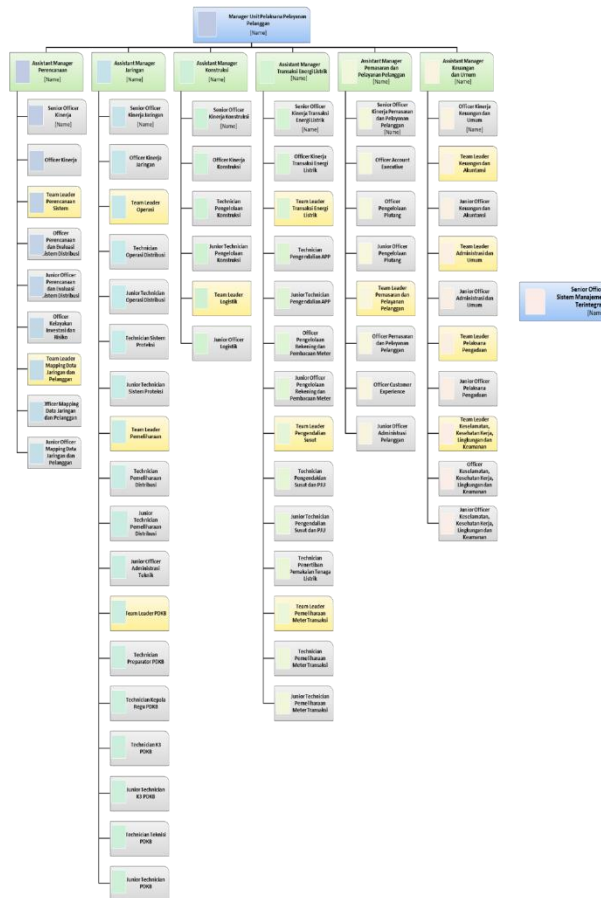 Manager Unit Pelaksana Pelayanan
Pelanggan
[Name]
Assistant Manager
Perencanaan
[Name]
Assistant Manager
Jaringan
[Name]
Assistant Manager
Konstruksi
[Name]
Assistant Manager
Transaksi Energi Listrik
[Name]
Assistant Manager
Pemasaran dan
Pelayanan Pelanggan
[Name]
Assistant Manager
Keuangan
dan Umum
[Name]
Senior Officer
Kinerja
[Name]
Officer Kinerja
Team Leader
Perencanaan
Sistem
Officer
Perencanaan
dan Evaluasi
Sistem Distribusi
Junior Officer
Perencanaan
dan Evaluasi
Sistem Distribusi
Officer
Kelayakan
Investasi dan
Risiko
Team Leader
Mapping Data
Jaringan dan
Pelanggan
Officer Mapping
Data Jaringan
dan Pelanggan
Junior Officer
Mapping Data
Jaringan dan
Pelanggan
Senior Officer
Kinerja Jaringan
[Name]
Officer Kinerja
Jaringan
Team Leader
Operasi
Technician
Operasi Distribusi
Junior Technician
Operasi Distribusi
Technician Sistem
Proteksi
Junior Technician
Sistem Proteksi
Team Leader
Pemeliharaan
Technician
Pemeliharaan
Distribusi
Junior
Technician
Pemeliharaan
Distribusi
Junior Officer
Administrasi
Teknik
Team Leader PDKB
Technician
Preparator PDKB
Technician Kepala
Regu PDKB
Technician K3
PDKB
Junior Technician
K3 PDKB
Technician Teknisi
PDKB
Junior Technician
PDKB
Senior Officer
Kinerja Konstruksi
[Name]
Officer Kinerja
Konstruksi
Technician
Pengelolaan
Konstruksi
Junior Technician
Pengelolaan
Konstruksi
Team Leader
Logistik
Junior Officer
Logistik
Senior Officer
Kinerja Transaksi
Energi Listrik
[Name]
Officer Kinerja
Transaksi Energi
Listrik
Team Leader
Transaksi Energi
Listrik
Technician
Pengendalian APP
Junior Technician
Pengendalian APP
Officer
Pengelolaan
Rekening dan
Pembacaan Meter
Junior Officer
Pengelolaan
Rekening dan
Pembacaan Meter
Team Leader
Pengendalian
Susut
Technician
Pengendalian
Susut dan PJU
Junior Technician
Pengendalian
Susut dan PJU
Technician
Penertiban
Pemakaian Tenaga
Listrik
Team Leader
Pemeliharaan
Meter Transaksi
Technician
Pemeliharaan
Meter Transaksi
Junior Technician
Pemeliharaan
Meter Transaksi
Senior Officer
Kinerja Pemasaran
dan Pelayanan
Pelanggan
[Name]
Officer Account
Executive
Officer
Pengelolaan
Piutang
Junior Officer
Pengelolaan
Piutang
Team Leader
Pemasaran dan
Pelayanan
Pelanggan
Officer Pemasaran
dan Pelayanan
Pelanggan
Officer Customer
Experience
Junior Officer
Administrasi
Pelanggan
Officer Kinerja
Keuangan dan
Umum
[Name]
Team Leader
Keuangan dan
Akuntansi
Junior Officer
Keuangan dan
Akuntansi
Team Leader
Administrasi dan
Umum
Junior Officer
Administrasi dan
Umum
Team Leader
Pelaksana
Pengadaan
Junior Officer
Pelaksana
Pengadaan
Team Leader
Keselamatan,
Kesehatan Kerja,
Lingkungan dan
Keamanan
Officer
Keselamatan,
Kesehatan Kerja,
Lingkungan dan
Keamanan
Junior Officer
Keselamatan,
Kesehatan Kerja,
Lingkungan dan
Keamanan
Senior Offic
Sistem Manajeme
Terintegra
[Nam